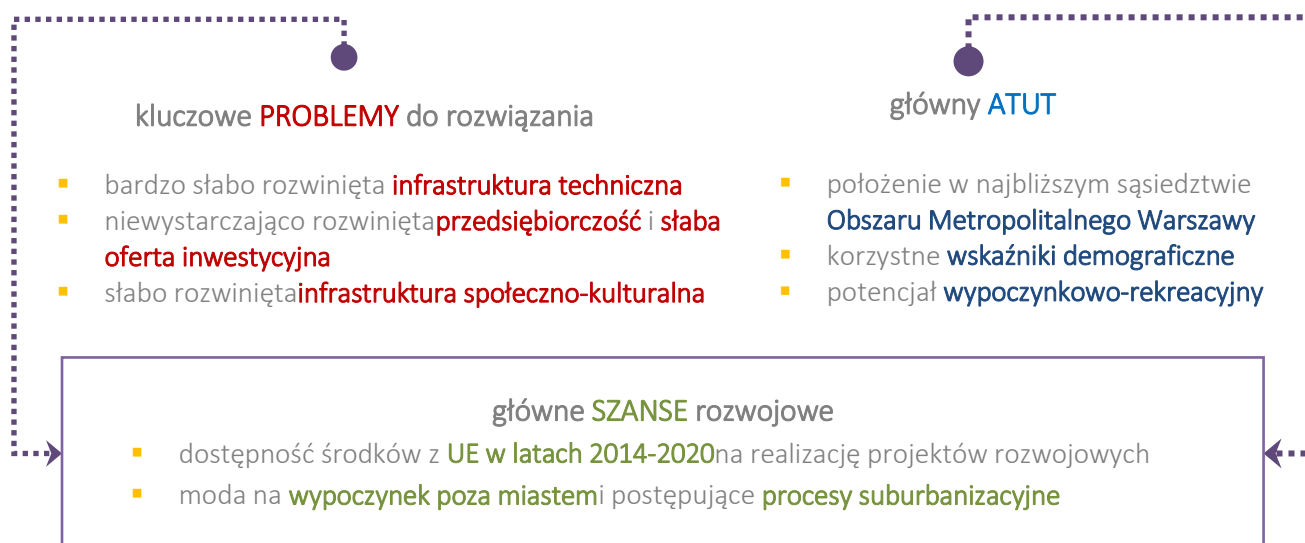 kluczowe PROBLEMY do rozwiązania
bardzo słabo rozwinięta infrastruktura techniczna
niewystarczająco rozwiniętaprzedsiębiorczość i słaba
oferta inwestycyjna
słabo rozwiniętainfrastruktura społeczno-kulturalna
główny ATUT
położenie w najbliższym sąsiedztwie
Obszaru Metropolitalnego Warszawy
korzystne wskaźniki demograficzne
potencjał wypoczynkowo-rekreacyjny
główne SZANSE rozwojowe
dostępność środków z UE w latach 2014-2020na realizację projektów rozwojowych
moda na wypoczynek poza miastemi postępujące procesy suburbanizacyjne